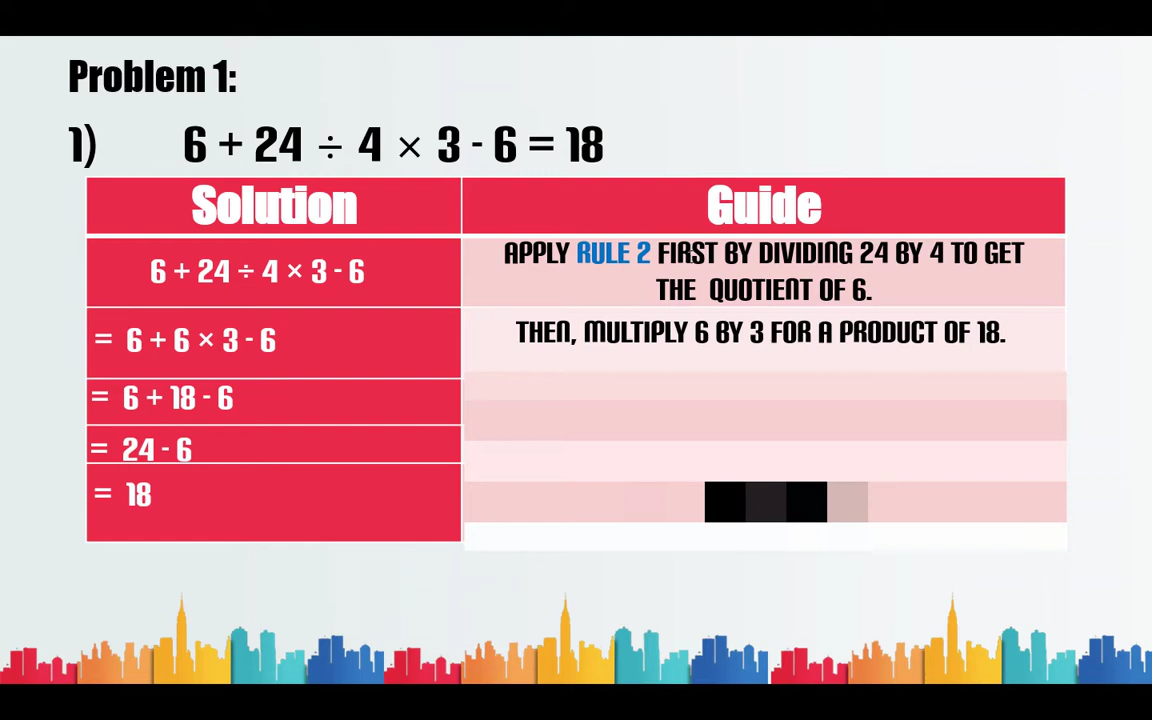 Problem 1:
1) 6 + 24 ÷ 4 × 3 - 6 = 18
Solution
Guide
6 + 24 ÷ 4 × 3 - 6
APPLY RULE 2 FIRST BY DIVIDING 24 BY 4 TO GET
THE QUOTIENT OF 6.
= 6 + 6 × 3 - 6
THEN, MULTIPLY 6 BY 3 FOR A PRODUCT OF 18.
= 6 + 18 - 6
= 24 - 6
= 18